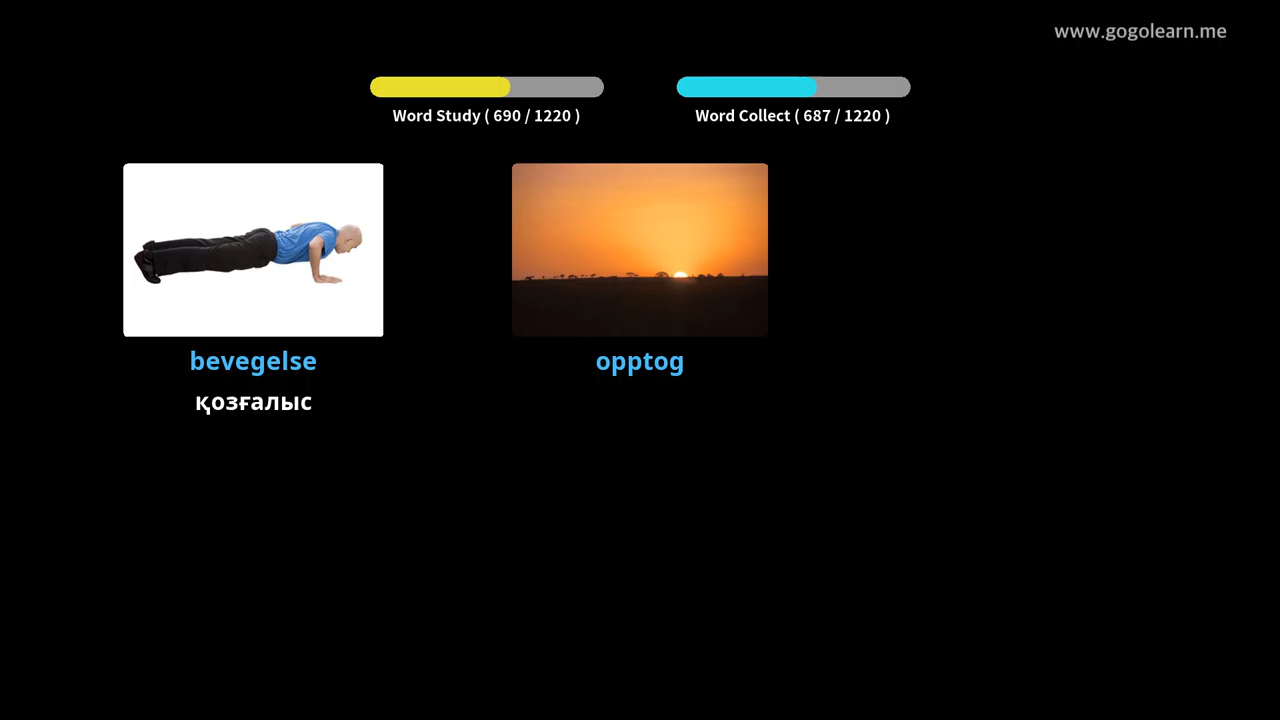 www.gogolearn.me
Word Study ( 690 / 1220 )
Word Collect ( 687 / 1220 )
bevegelse
қозғалыс
opptog